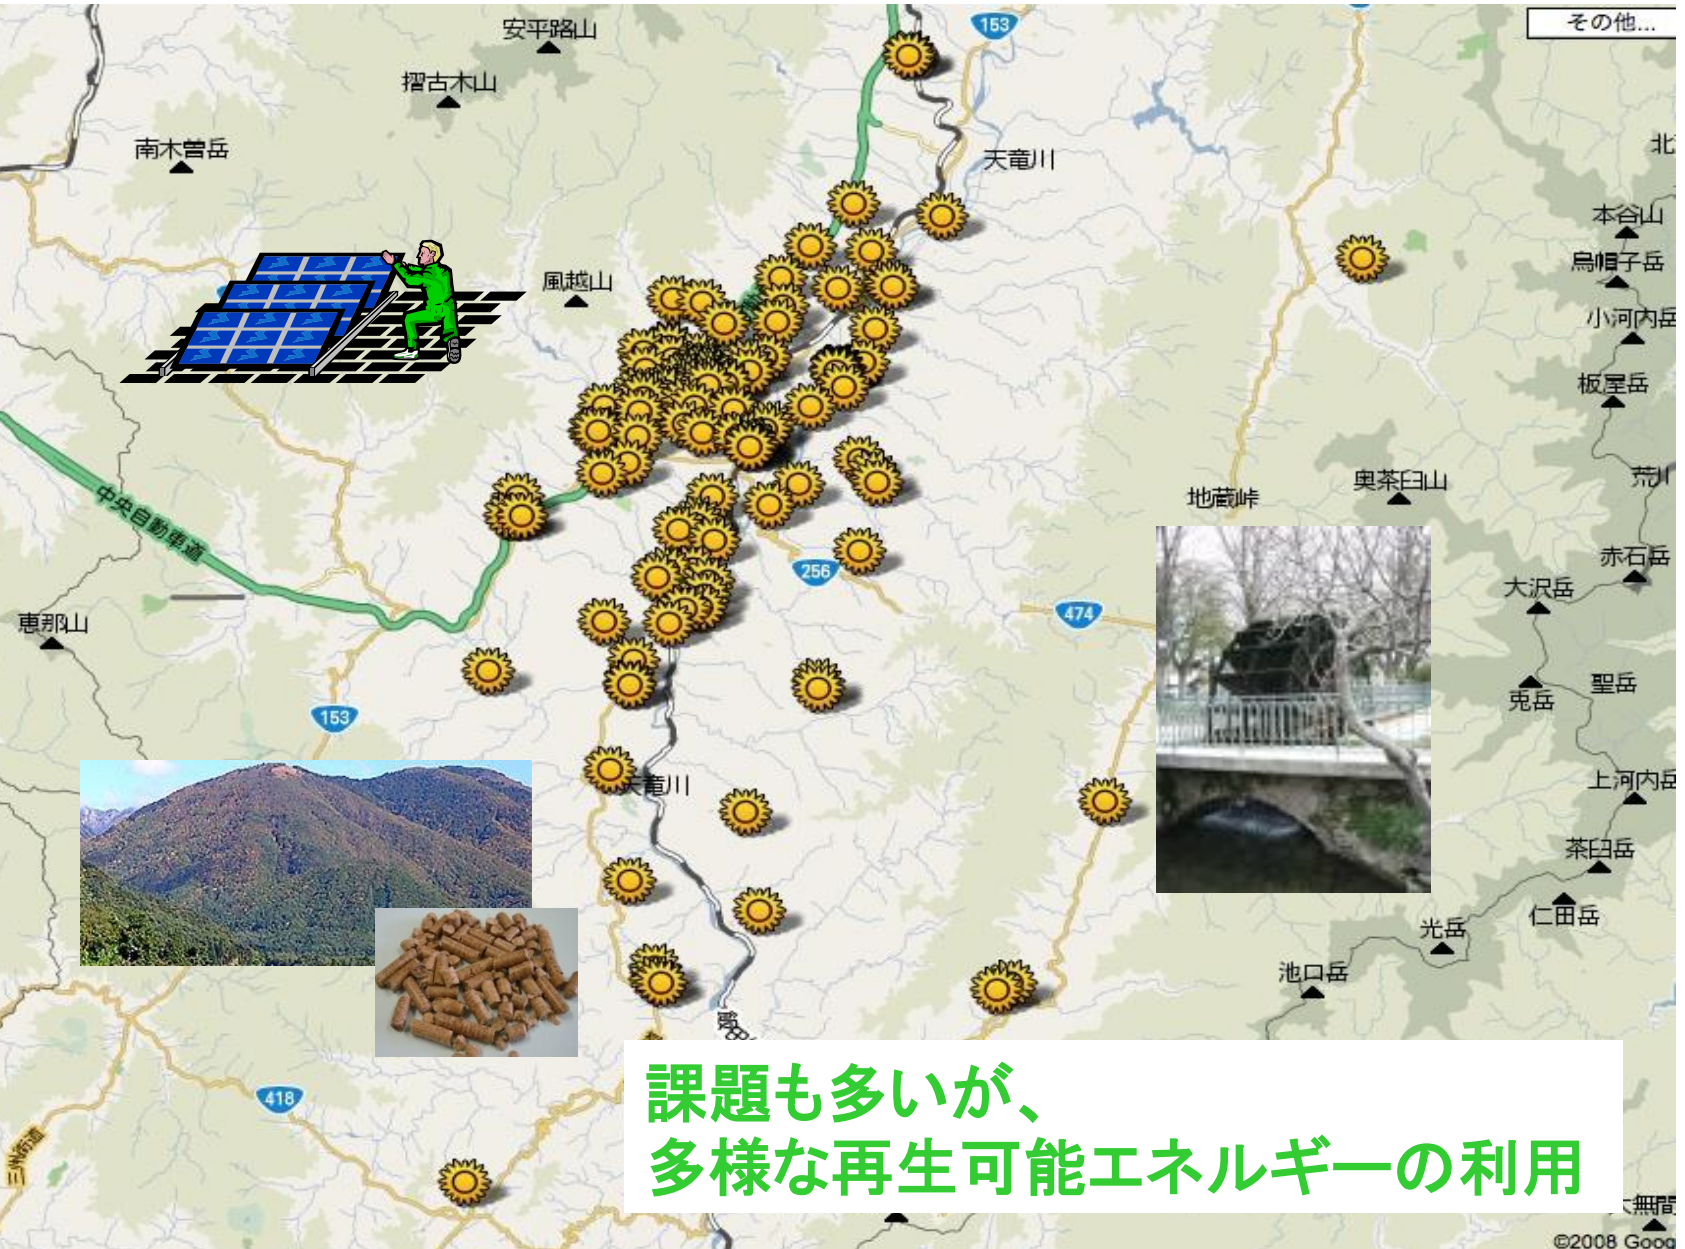 153
その他...
安平路山
摺古木山
南木曽岳
天竜川
北
本谷山
烏帽子岳
風越山
小河内岳
板屋岳
奥茶臼山
荒川
地蔵峠
中央自動車道
赤石岳
256
大沢岳
474
恵那山
聖岳
兎岳
153
天竜川
上河内岳
茶臼岳
仁田岳
光岳
池口岳
418
課題も多いが、
多様な再生可能エネルギーの利用
大無間
©2008 Goog